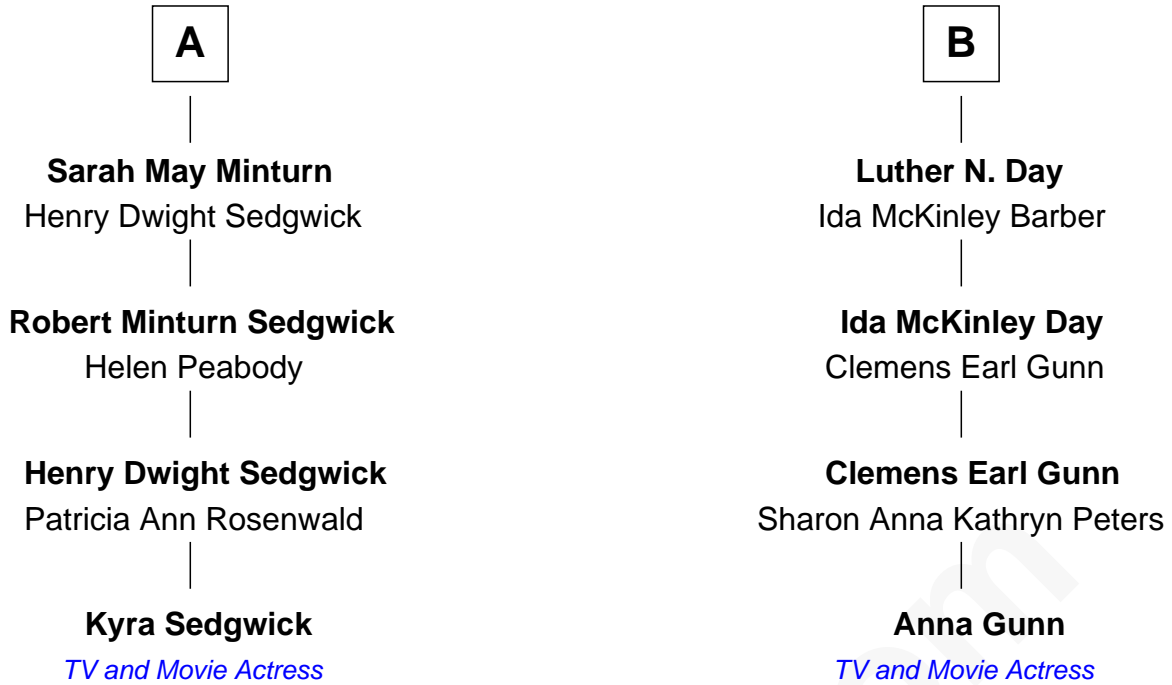 A
Sarah May Minturn
Henry Dwight Sedgwick
Robert Minturn Sedgwick
Helen Peabody
Henry Dwight Sedgwick
Patricia Ann Rosenwald
Kyra Sedgwick
TV and Movie Actress
B
Luther N. Day
Ida McKinley Barber
Ida McKinley Day
Clemens Earl Gunn
Clemens Earl Gunn
Sharon Anna Kathryn Peters
Anna Gunn
TV and Movie Actress